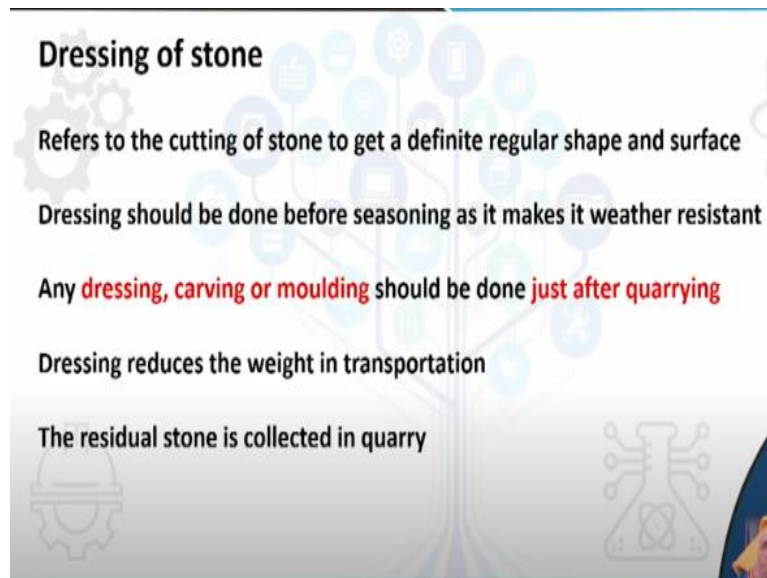 Dressing of stone
Refers to the cutting of stone to get a definite regular shape and surface
Dressing should be done before seasoning as it makes it weather resistant
Any dressing, carving or moulding should be done just after quarrying
Dressing reduces the weight in transportation
The residual stone is collected in quarry